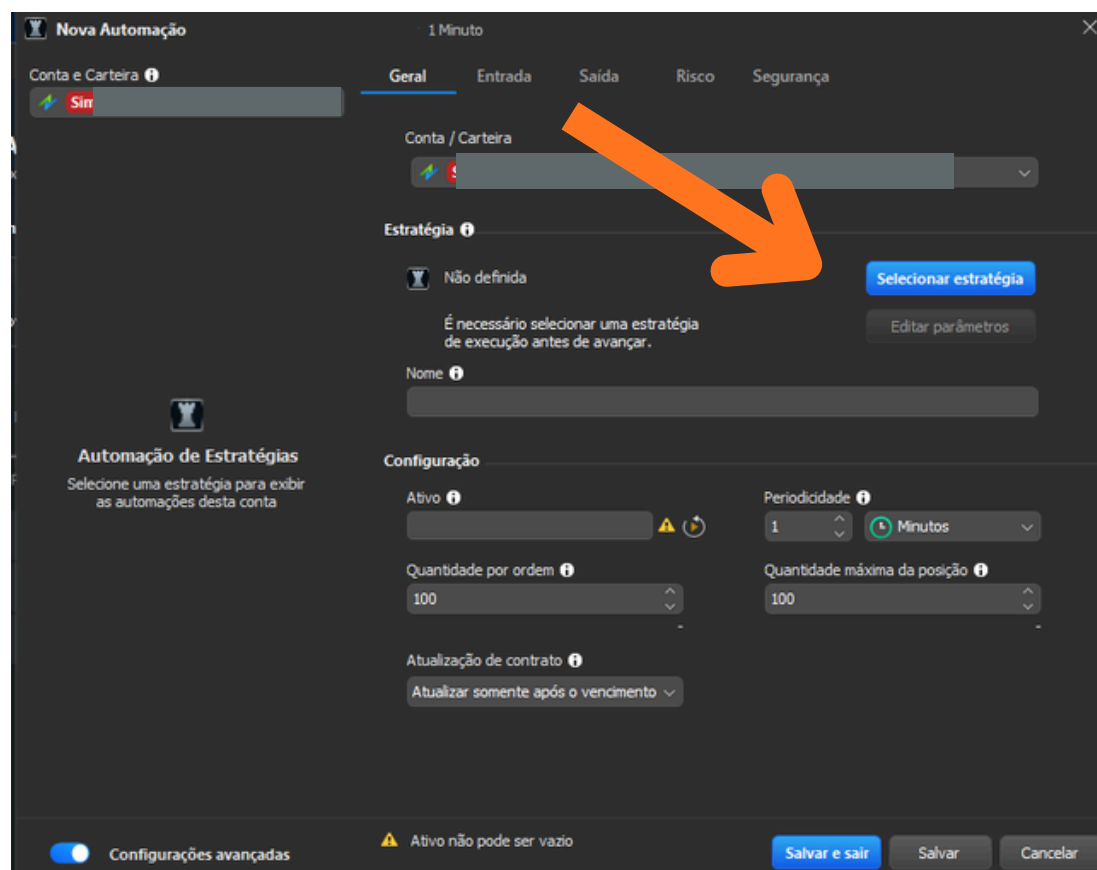 Nova Automação
1 Minuto
Conta e Carteira
Geral Entrada Saída Risco Segurança
Conta / Carteira
Estratégia
Não definida
Selecionar estratégia
É necessário selecionar uma estratégia
de execução antes de avançar.
Editar parâmetros
Nome
Automação de Estratégias
Selecione uma estratégia para exibir
as automações desta conta
Configuração
Ativo
Periodicidade
1 Minutos
Quantidade por ordem
Quantidade máxima da posição
100
100
-
-
Atualização de contrato
Atualizar somente após o vencimento
Configurações avançadas
Ativo não pode ser vazio
Salvar e sair
Salvar
Cancelar